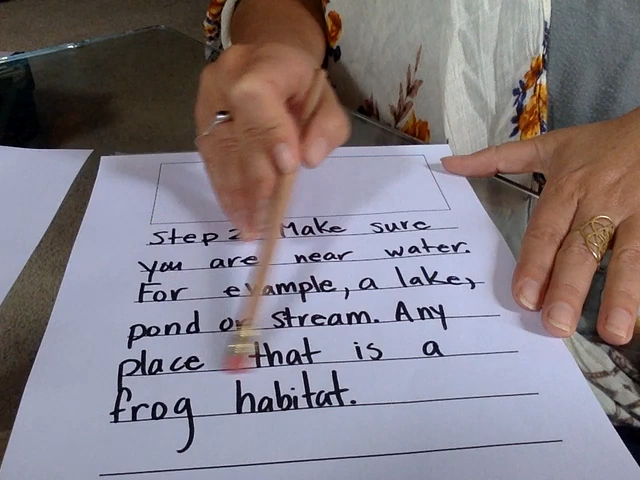 Step 2 Make sure
you are near water.
For example, a lake,
pond or stream. Any
place that is a
frog habitat.